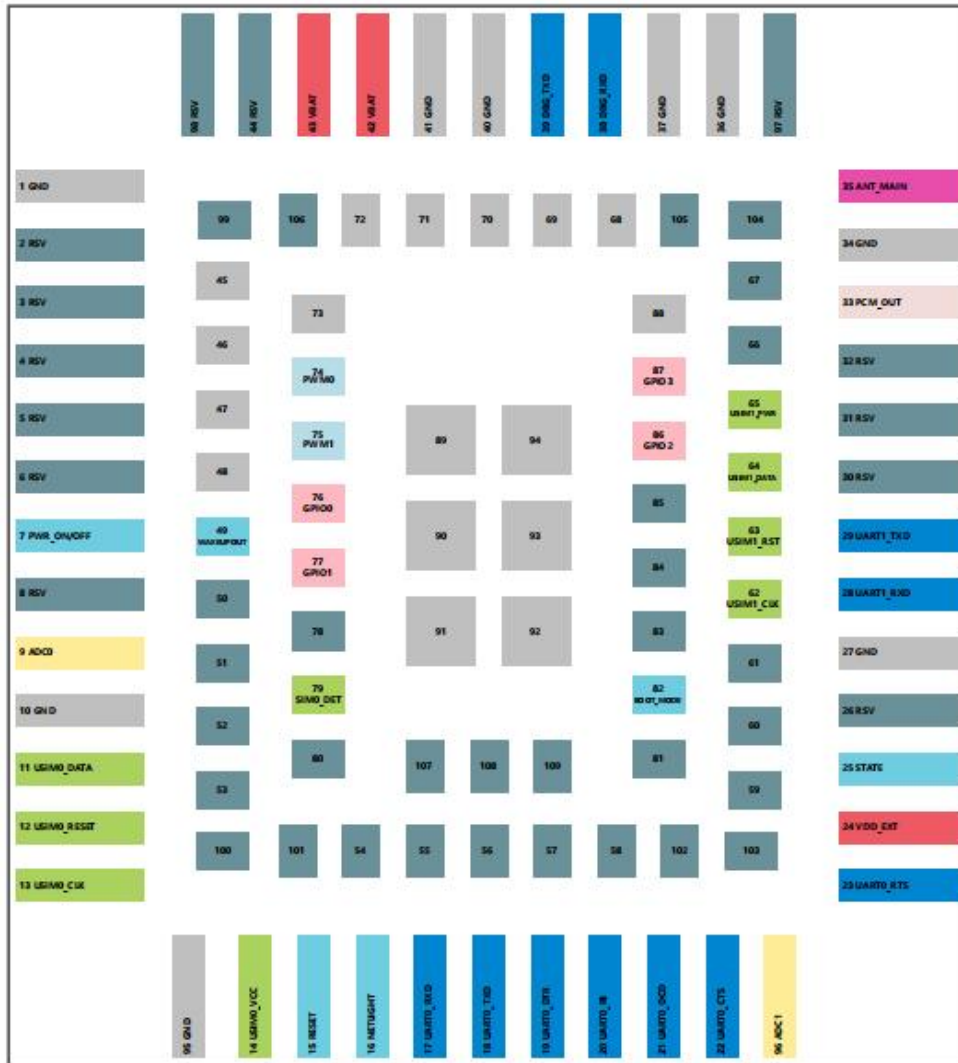 98 RSV
44 RSV
43 VBAT
42 VBAT
41 GND
40 GND
39 DBG_TXD
38 DBG_RXD
37 GND
36 GND
97 RSV
1 GND
2 RSV
3 RSV
4 RSV
5 RSV
6 RSV
7 PWR_ON/OFF
8 RSV
9 ADC0
10 GND
11 USIM0_DATA
12 USIM0_RESET
13 USIM0_CLK
99
106
72
71
70
69
68
105
104
45
46
47
48
49
WAKEUPOUT
50
51
52
53
100
73
74
PWM0
75
PWM1
76
GPIO0
77
GPIO1
78
79
SIM0_DET
80
89
94
90
93
91
92
107
108
109
88
87
GPIO3
86
GPIO2
85
84
83
82
BOOT_MODE
81
67
66
65
USIM1_PWR
64
USIM1_DATA
63
USIM1_RST
62
USIM1_CLK
61
60
59
101
54
55
56
57
58
102
103
35 ANT_MAIN
34 GND
33 PCM_OUT
32 RSV
31 RSV
30 RSV
29 UART1_TXD
28 UART1_RXD
27 GND
26 RSV
25 STATE
24 VDD_EXT
23 UART0_RTS
95 GND
14 USIM0_VCC
15 RESET
16 NETLIGHT
17 UART0_RXD
18 UART0_TXD
19 UART0_DTR
20 UART0_RI
21 UART0_DCD
22 UART0_CTS
96 ADC1